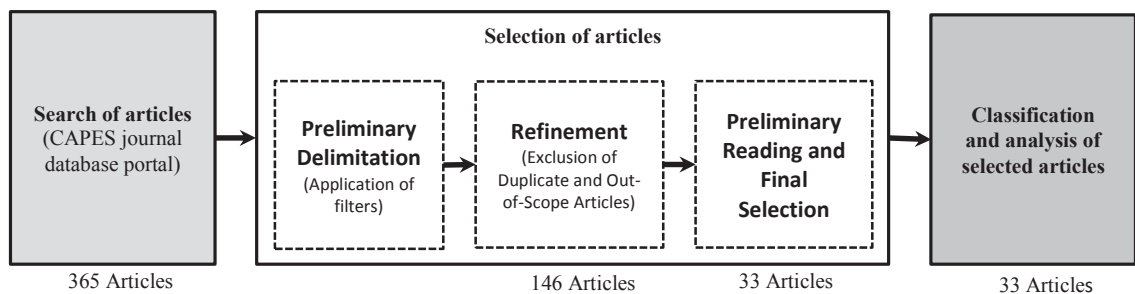 Search of articles
(CAPES journal
database portal)
365 Articles
Selection of articles
Preliminary
Delimitation
(Application of
filters)
Refinement
(Exclusion of
Duplicate and Out-
of-Scope Articles)
146 Articles
Preliminary
Reading and
Final
Selection
33 Articles
Classification
and analysis of
selected articles
33 Articles